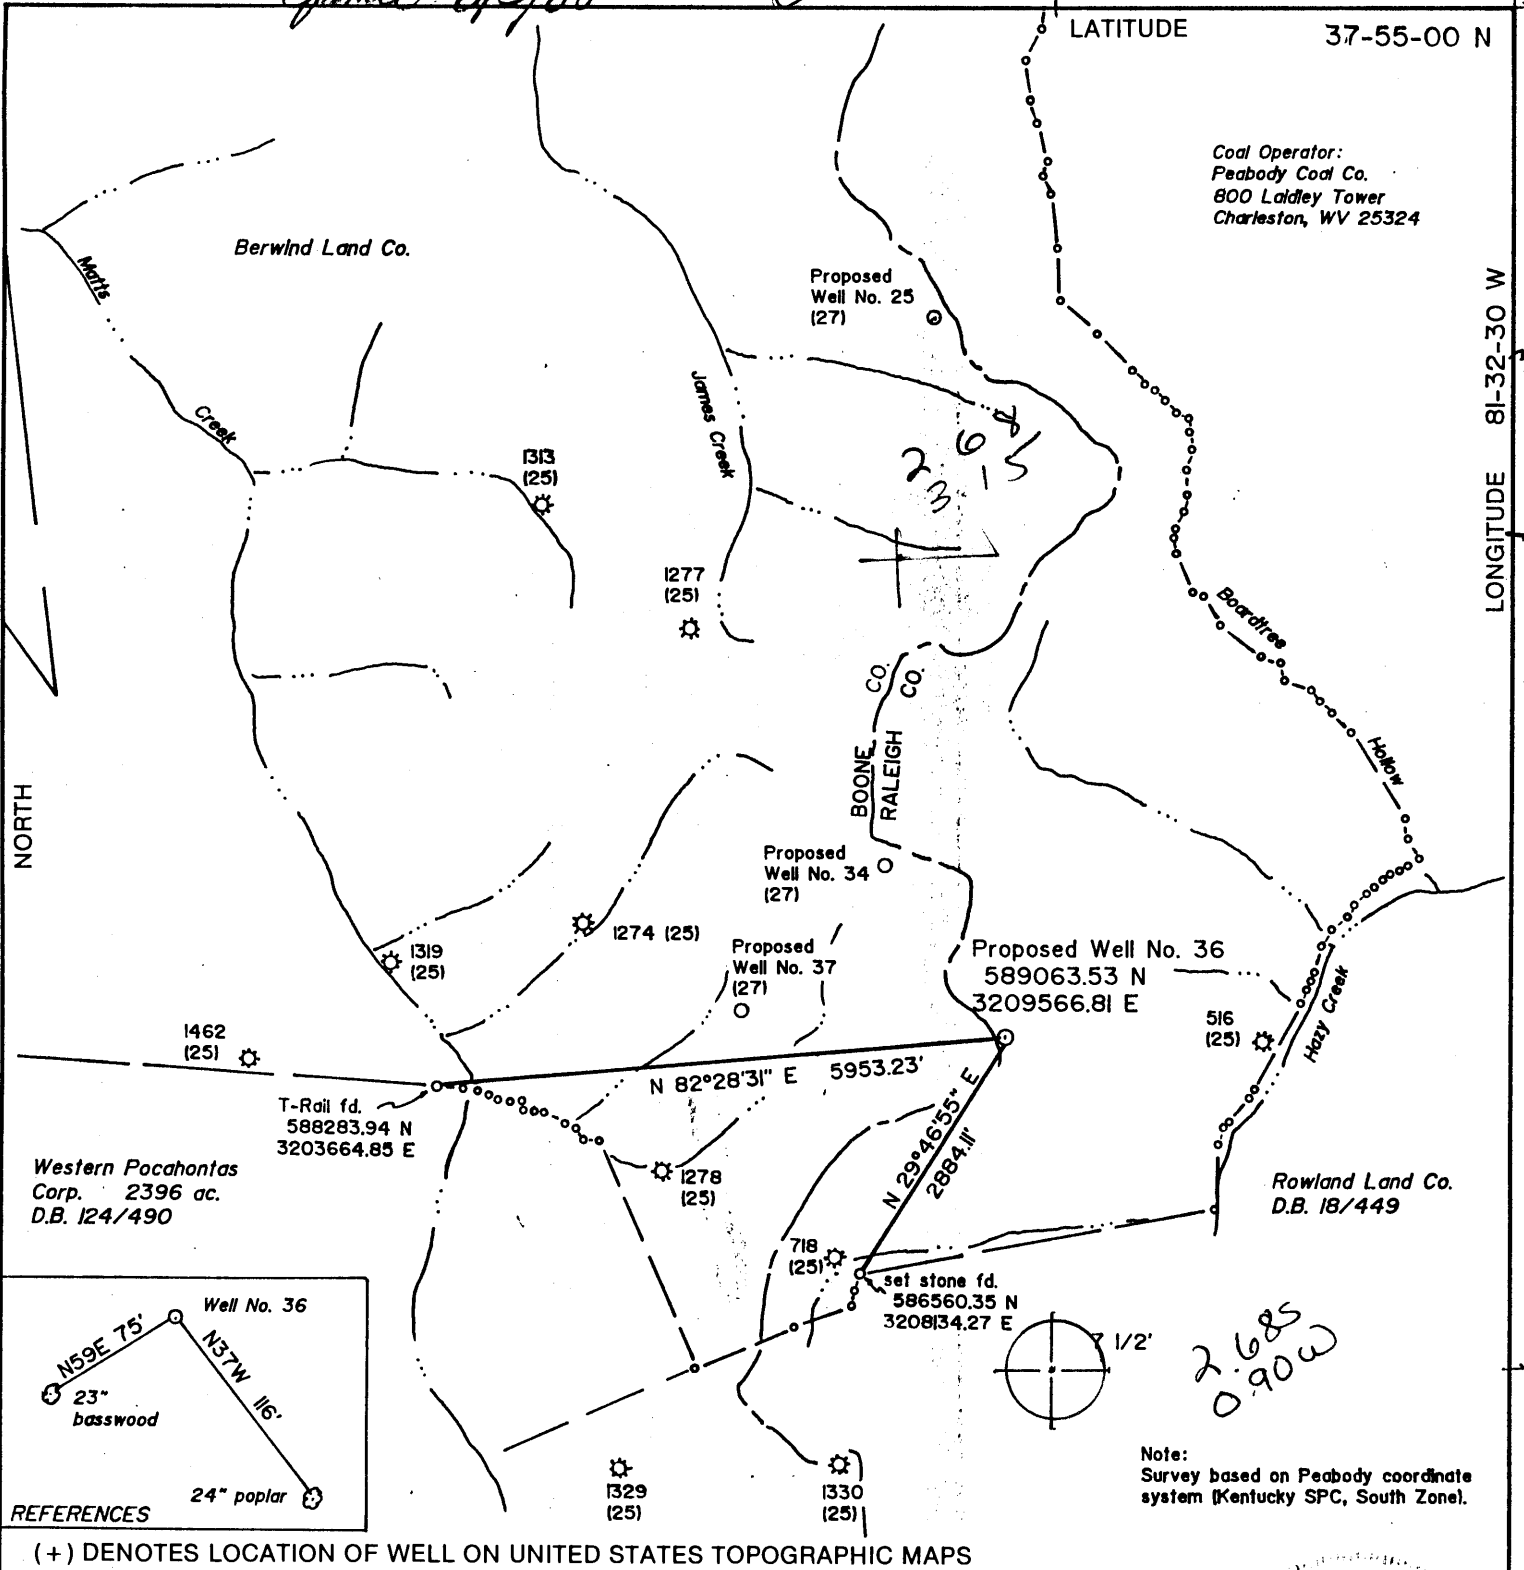 LATITUDE 37-55-00 N
Coal Operator:
Peabody Coal Co.
800 Laidley Tower
Charleston, WV 25324
Berwind Land Co.
Matts
Creek
Proposed
Well No. 25
(27)
LONGITUDE 81-32-30 W
James Creek
1313
(25)
2 6 8
3 15
1277
(25)
Boardtree
Hollow
CO.
CO.
BOONE
RALEIGH
NORTH
Proposed
Well No. 34
(27)
1274 (25)
1319
(25)
Proposed
Well No. 37
(27)
Proposed Well No. 36
589063.53 N
3209566.81 E
516
(25)
Hazy Creek
1462
(25)
N 82°28'31" E 5953.23'
T-Rail fd.
588283.94 N
3203664.85 E
N 29°46'55" E
2884.11'
Western Pocahontas
Corp. 2396 ac.
D.B. 124/490
1278
(25)
Rowland Land Co.
D.B. 18/449
718
(25)
set stone fd.
586560.35 N
3208134.27 E
7 1/2'
2.68S
0.90W
Well No. 36
N59E 75'
N37W 116'
23"
basswood
24" poplar
REFERENCES
1329
(25)
1330
(25)
Note:
Survey based on Peabody coordinate
system (Kentucky SPC, South Zone).
(+) DENOTES LOCATION OF WELL ON UNITED STATES TOPOGRAPHIC MAPS